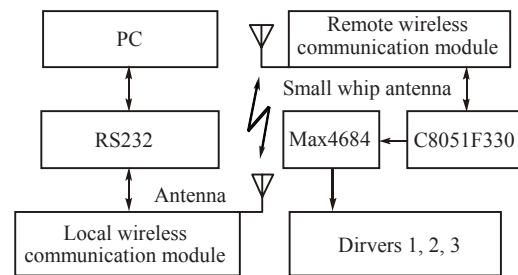 PC
Remote wireless
communication module
Small whip antenna
RS232
Max4684
C8051F330
Antenna
Local wireless
communication module
Dirvers 1, 2, 3